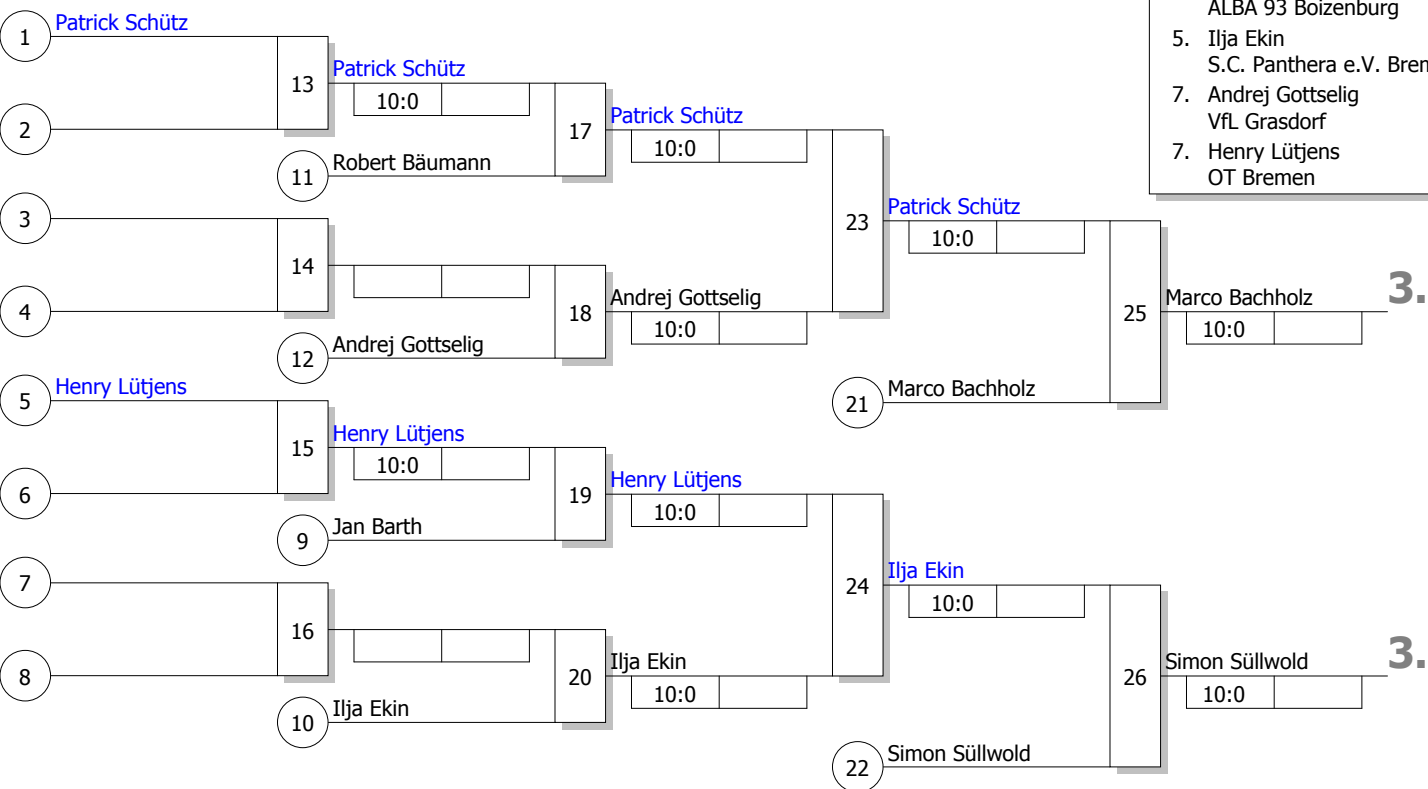 ALBA 93 Boizenburg
5. Ilja Ekin
S.C. Panthera e.V.
7. Andrej Gottselig
VfL Grasdorf
7. Henry Lütjens
OT Bremen
1 Patrick Schütz
13 Patrick Schütz
10:0
2
17 Patrick Schütz
10:0
11 Robert Bäumann
3
23 Patrick Schütz
10:0
14
4
18 Andrej Gottselig
10:0
12 Andrej Gottselig
25 Marco Bachholz 3.
10:0
21 Marco Bachholz
5 Henry Lütjens
15 Henry Lütjens
10:0
6
19 Henry Lütjens
10:0
9 Jan Barth
7
24 Ilja Ekin
10:0
16
8
20 Ilja Ekin
10:0
10 Ilja Ekin
26 Simon Süllwold 3.
10:0
22 Simon Süllwold